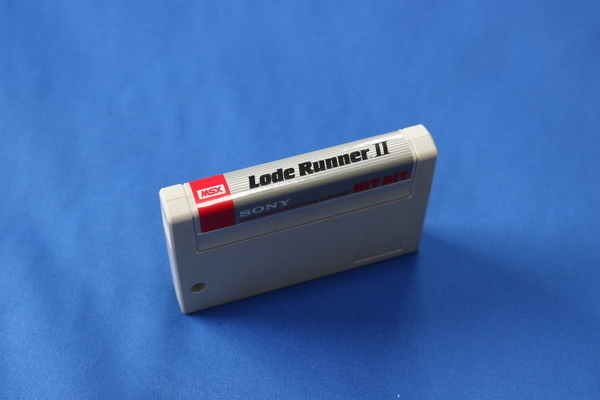 MSX
Lode Runner II
SONY
HIT BIT